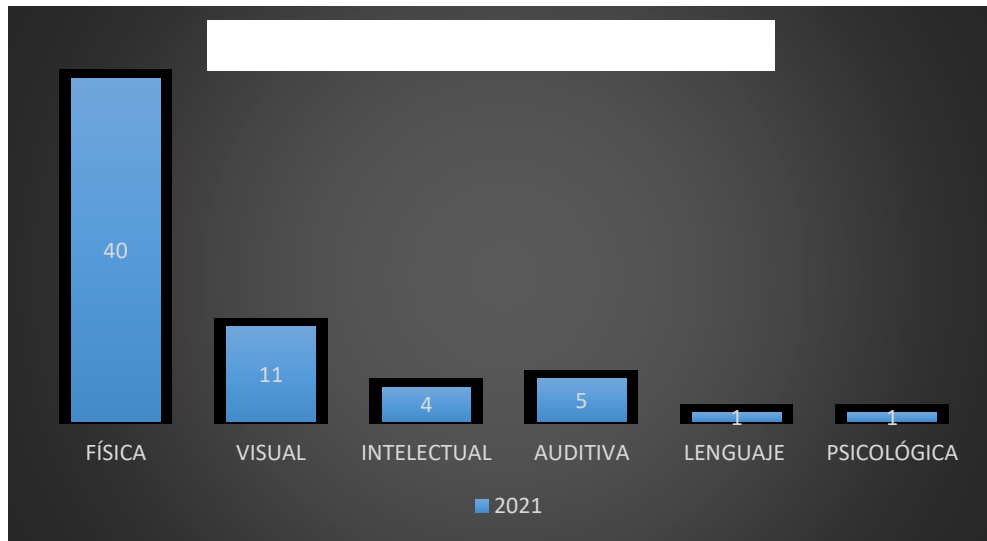 40
11
4
5
1
1
FÍSICA
VISUAL
INTELECTUAL
AUDITIVA
LENGUAJE
PSICOLÓGICA
2021